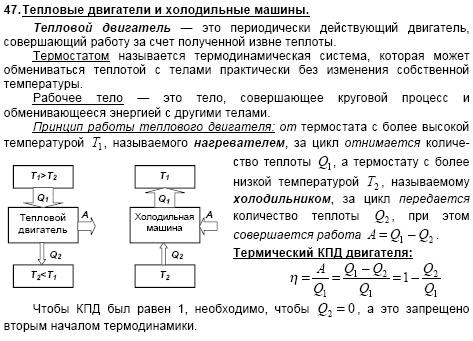 47. Тепловые двигатели и холодильные машины.
Тепловой двигатель — это периодически действующий двигатель,
совершающий работу за счет полученной извне теплоты.
Термостатом называется термодинамическая система, которая может
обмениваться теплотой с телами практически без изменения собственной
температуры.
Рабочее тело — это тело, совершающее круговой процесс и
обменивающееся энергией с другими телами.
Принцип работы теплового двигателя: от термостата с более высокой
температурой T₁, называемого нагревателем, за цикл отнимается количе-
ство теплоты Q₁, а термостату с более
низкой температурой T₂, называемому
холодильником, за цикл передается
количество теплоты Q₂, при этом
совершается работа A = Q₁ − Q₂.
T₁>T₂
Q₁
Тепловой
двигатель
A
Q₂
T₂<T₁
T₁
Q₁
Холодильная
машина
A
Q₂
T₂
Термический КПД двигателя:
η = A/Q₁ = (Q₁ − Q₂)/Q₁ = 1 − Q₂/Q₁
Чтобы КПД был равен 1, необходимо, чтобы Q₂ = 0, а это запрещено
вторым началом термодинамики.